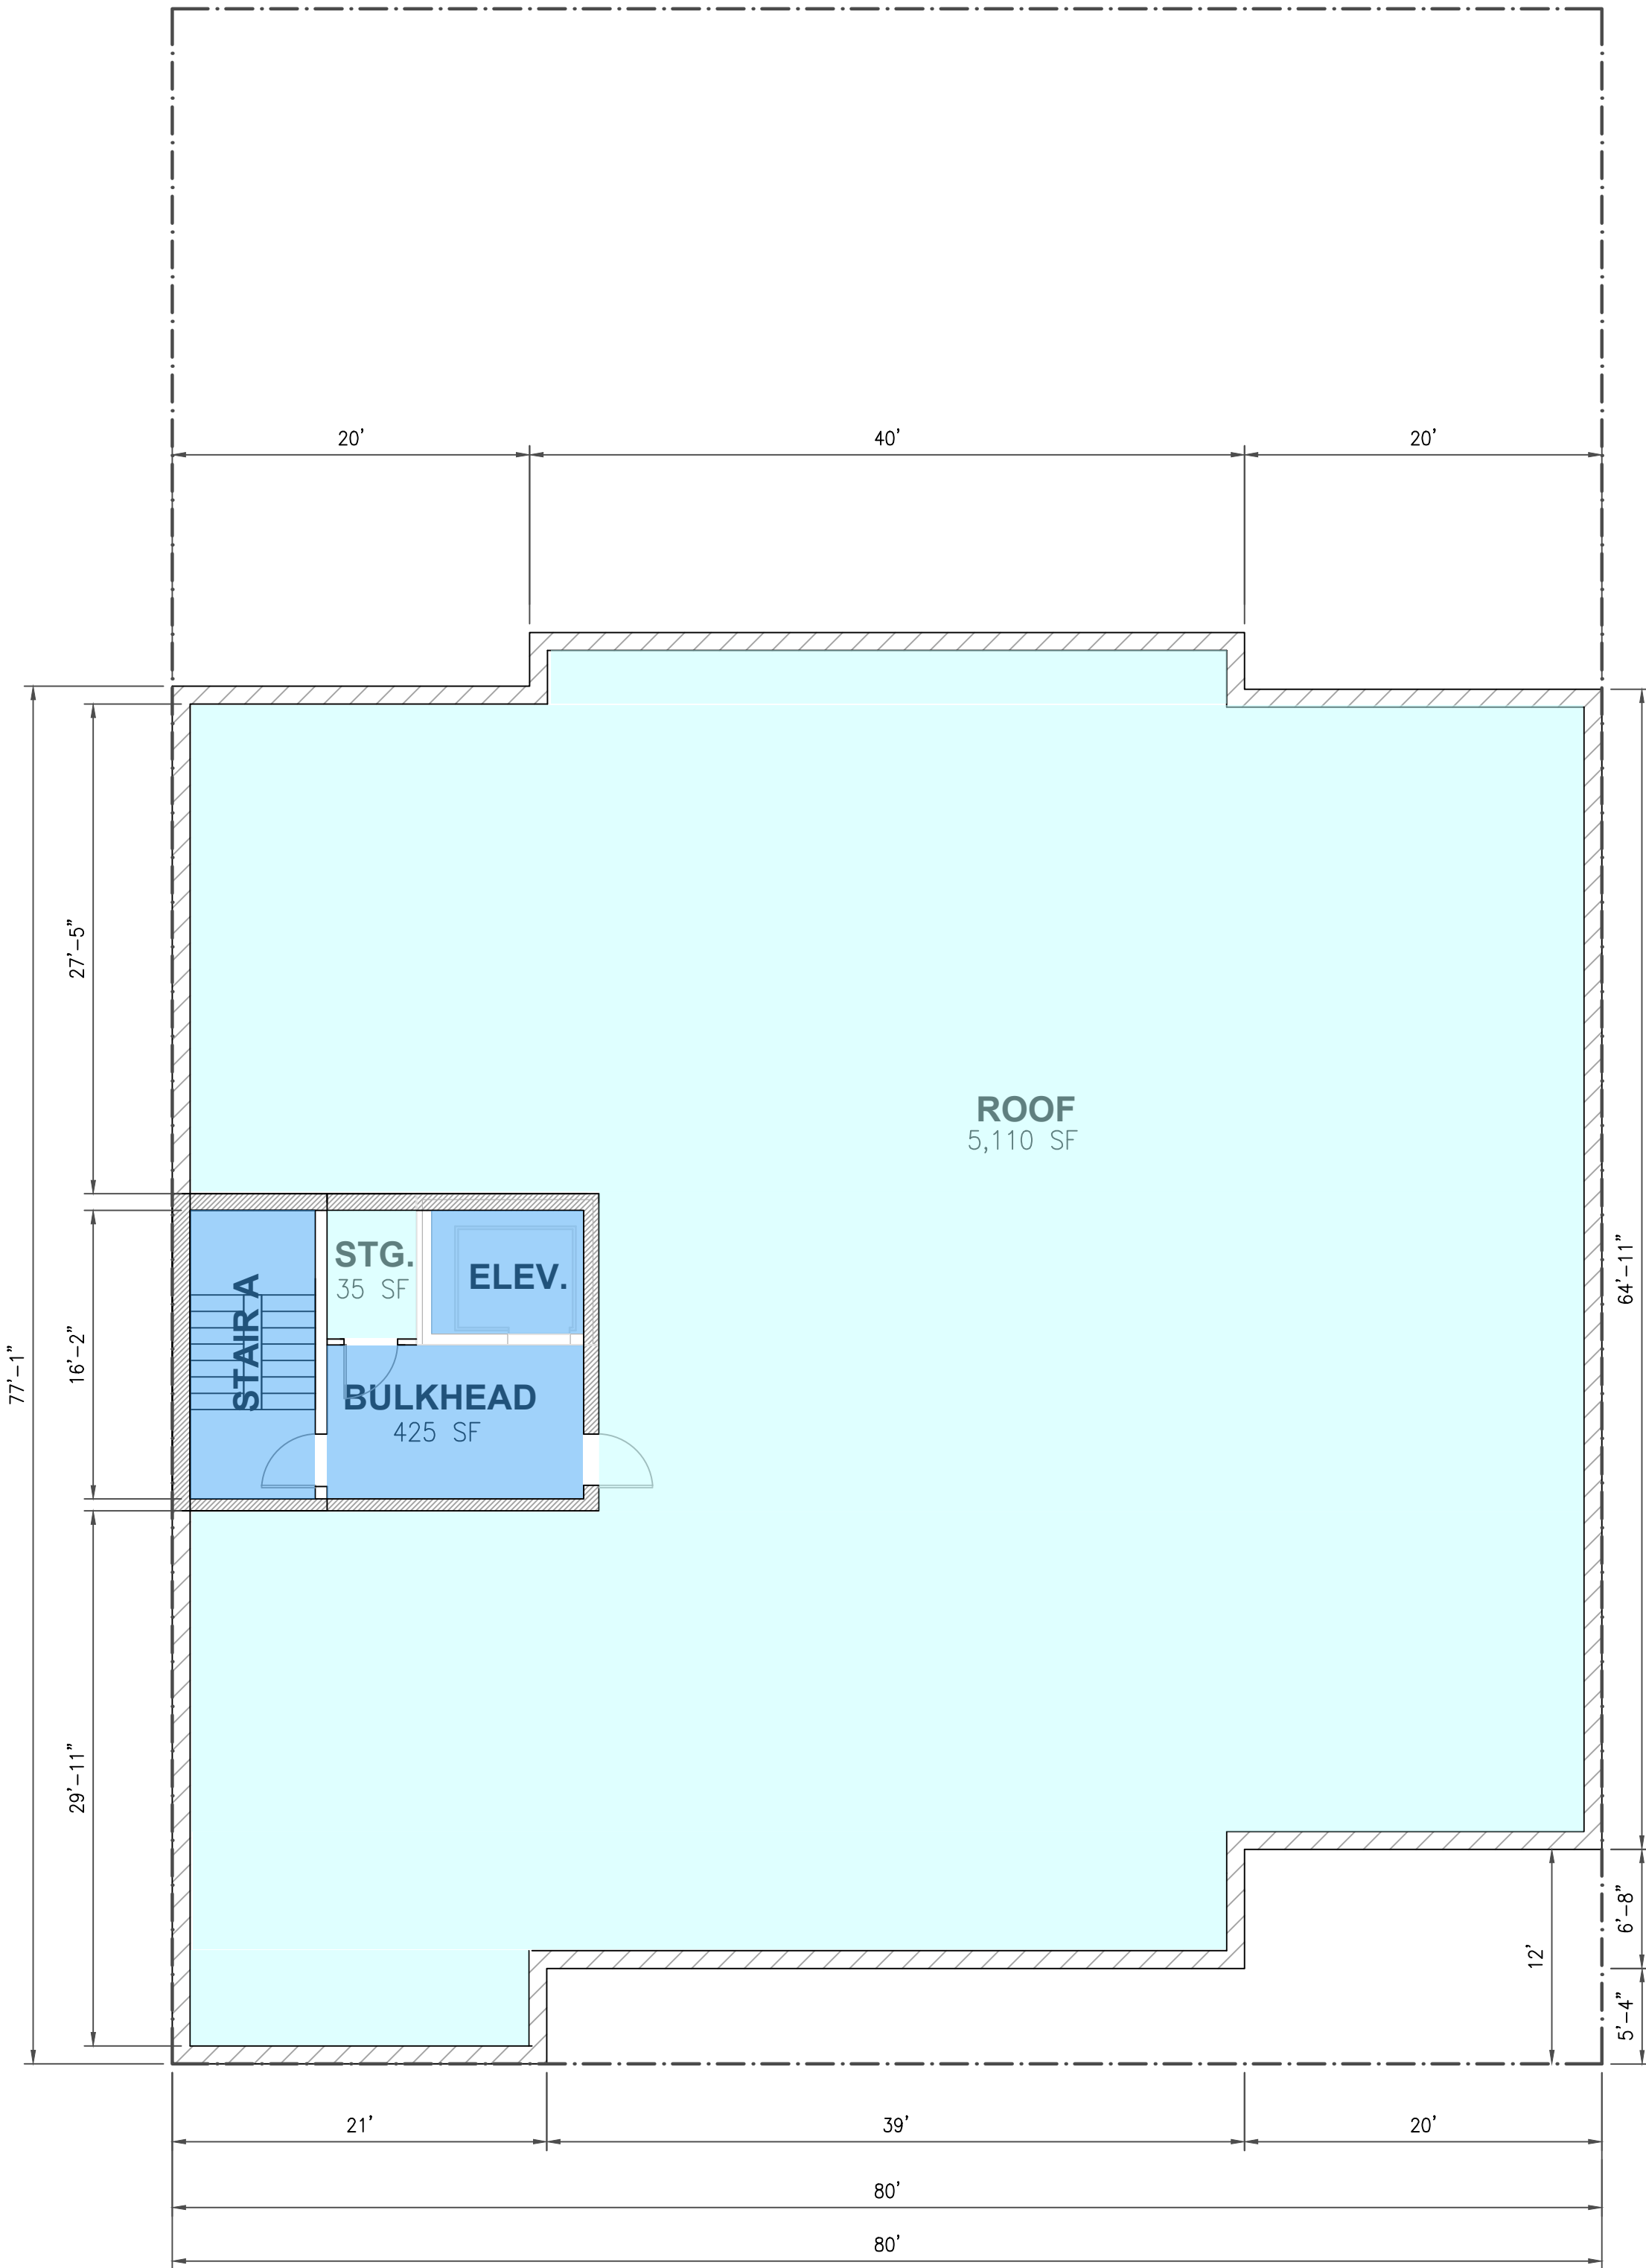 20’
40’
20’
27’-5”
ROOF
5,110 SF
STG.
35 SF
ELEV.
64’-11”
STAIR A
16’-2”
77’-1”
BULKHEAD
425 SF
29’-11”
6’-8”
12’
5’-4”
21’
39’
20’
80’
80’